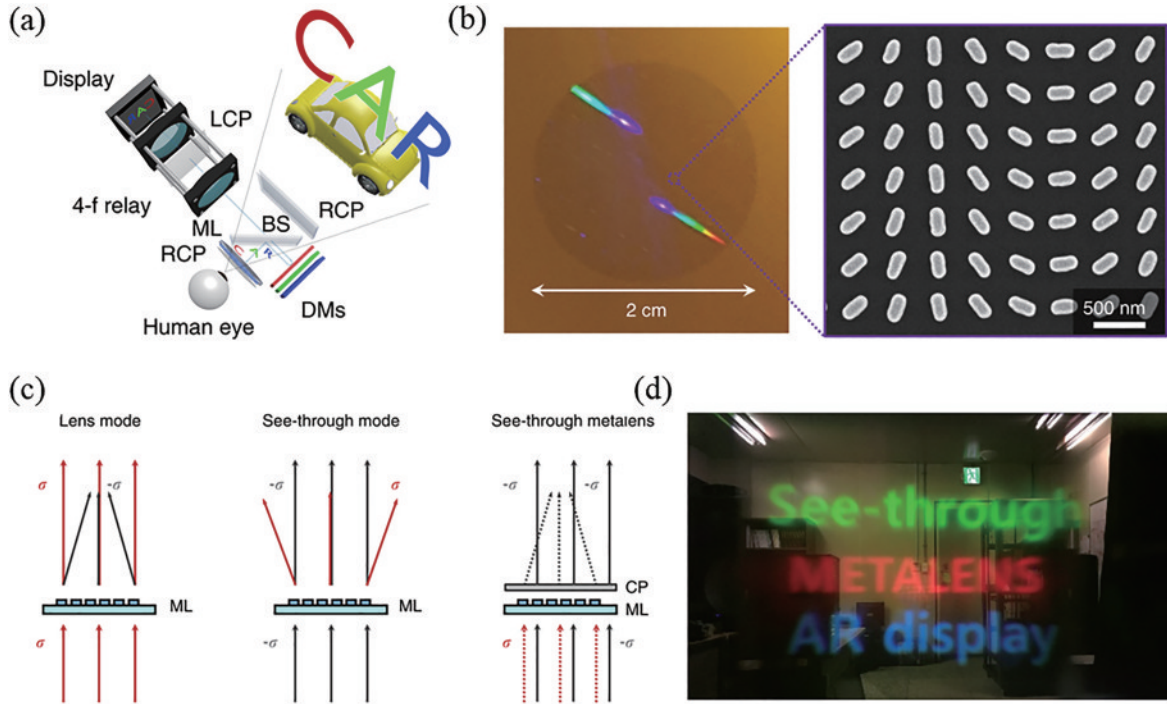 (a)
C
A
R
Display
LCP
4-f relay
ML
BS
RCP
RCP
Human eye
DMs
(b)
2 cm
500 nm
(c)
Lens mode
See-through mode
See-through metalens
σ
-σ
-σ
σ
-σ
-σ
CP
ML
ML
ML
σ
-σ
σ
-σ
(d)
See-through
METALENS
AR display